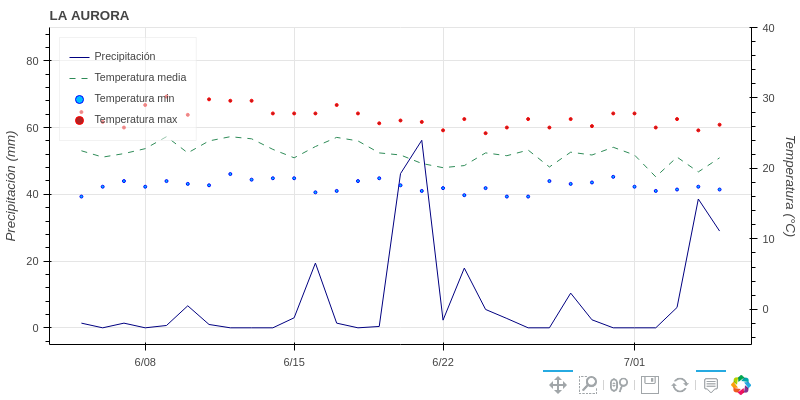 LA AURORA
Precipitación
Temperatura media
Temperatura min
Temperatura max
Precipitación (mm)
80
60
40
20
0
40
30
20
10
0
Temperatura (°C)
6/08
6/15
6/22
7/01